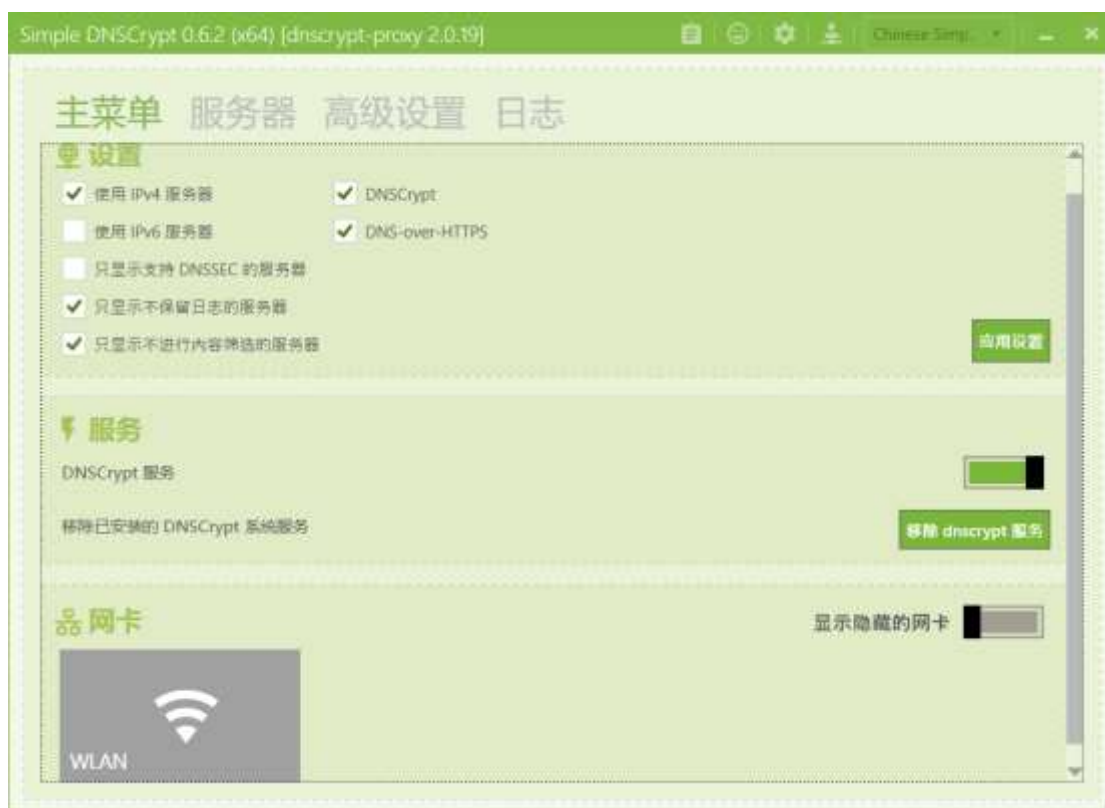 Simple DNSCrypt 0.6.2 (x64) [dnscrypt-proxy 2.0.19]
Chinese Simp.
主菜单 服务器 高级设置 日志
设置
使用 IPv4 服务器 DNSCrypt
使用 IPv6 服务器 DNS-over-HTTPS
只显示支持 DNSSEC 的服务器
只显示不保留日志的服务器
只显示不进行内容筛选的服务器
应用设置
服务
DNSCrypt 服务
移除已安装的 DNSCrypt 系统服务 移除 dnscrypt 服务
网卡 显示隐藏的网卡
WLAN